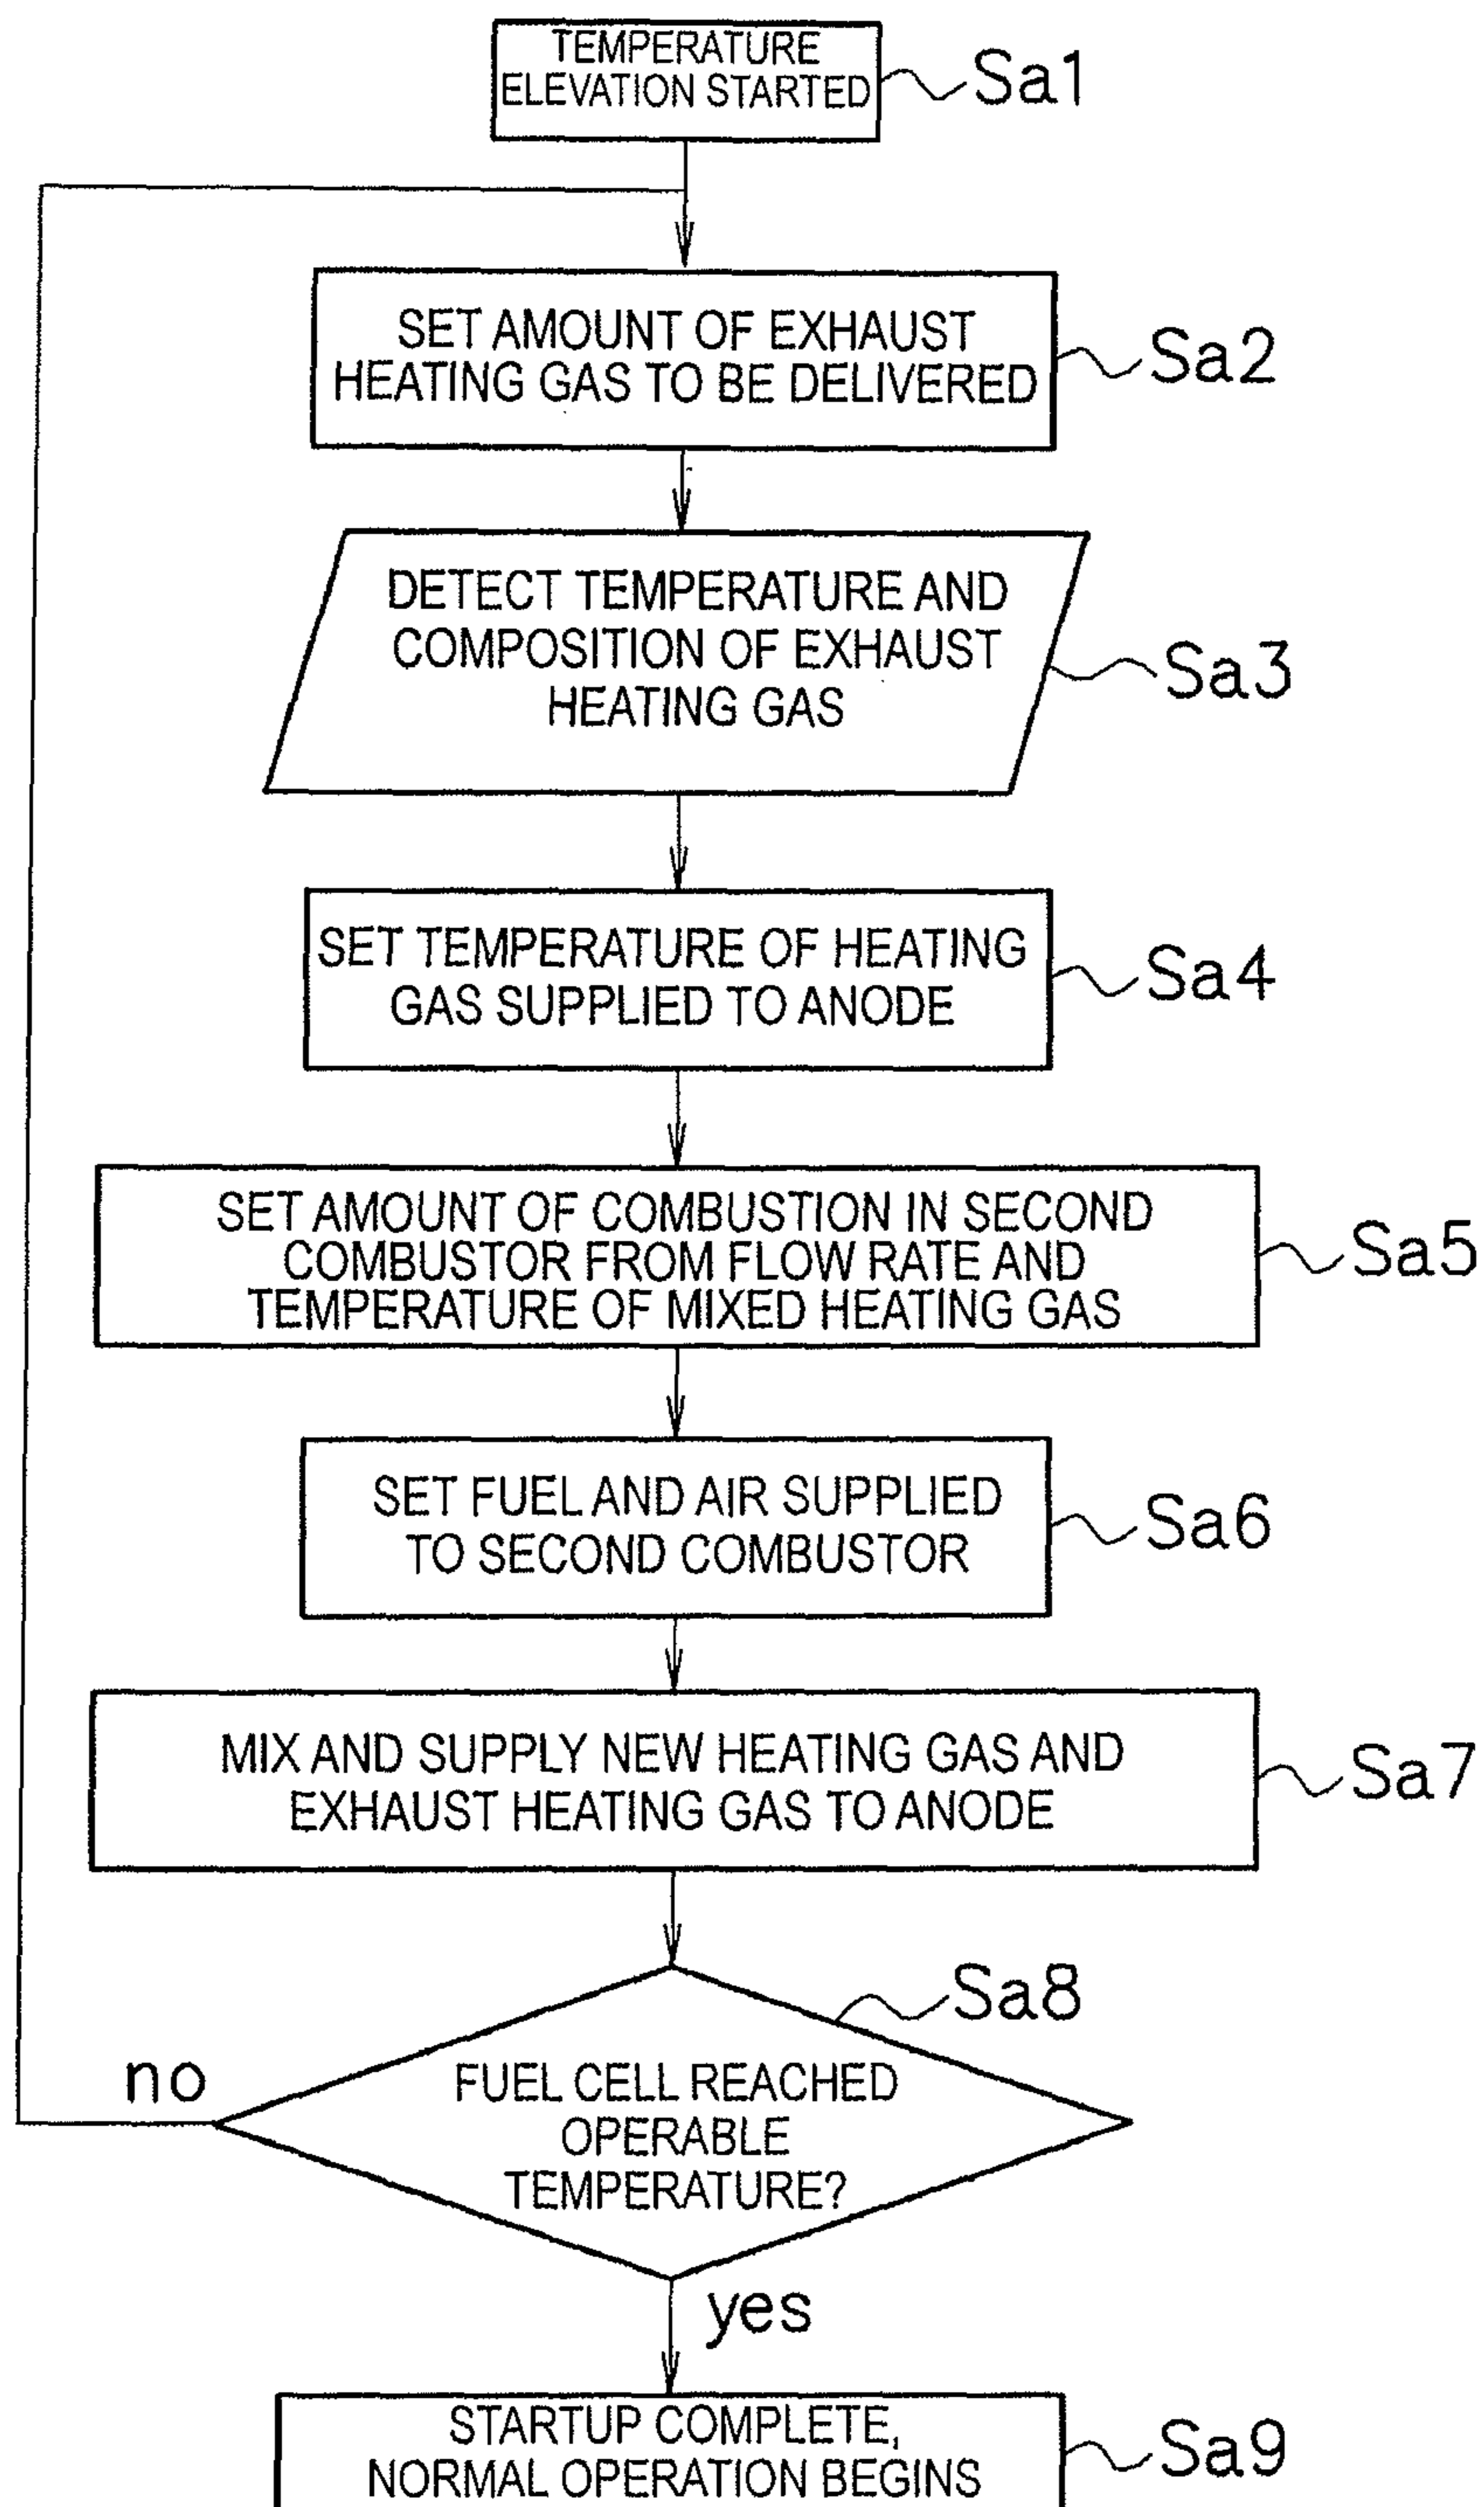 TEMPERATURE
ELEVATION STARTED
Sa1
SET AMOUNT OF EXHAUST
HEATING GAS TO BE DELIVERED
Sa2
DETECT TEMPERATURE AND
COMPOSITION OF EXHAUST
HEATING GAS
Sa3
SET TEMPERATURE OF HEATING
GAS SUPPLIED TO ANODE
Sa4
SET AMOUNT OF COMBUSTION IN SECOND
COMBUSTOR FROM FLOW RATE AND
TEMPERATURE OF MIXED HEATING GAS
Sa5
SET FUEL AND AIR SUPPLIED
TO SECOND COMBUSTOR
Sa6
MIX AND SUPPLY NEW HEATING GAS AND
EXHAUST HEATING GAS TO ANODE
Sa7
Sa8
no
FUEL CELL REACHED
OPERABLE
TEMPERATURE?
yes
STARTUP COMPLETE,
NORMAL OPERATION BEGINS
Sa9